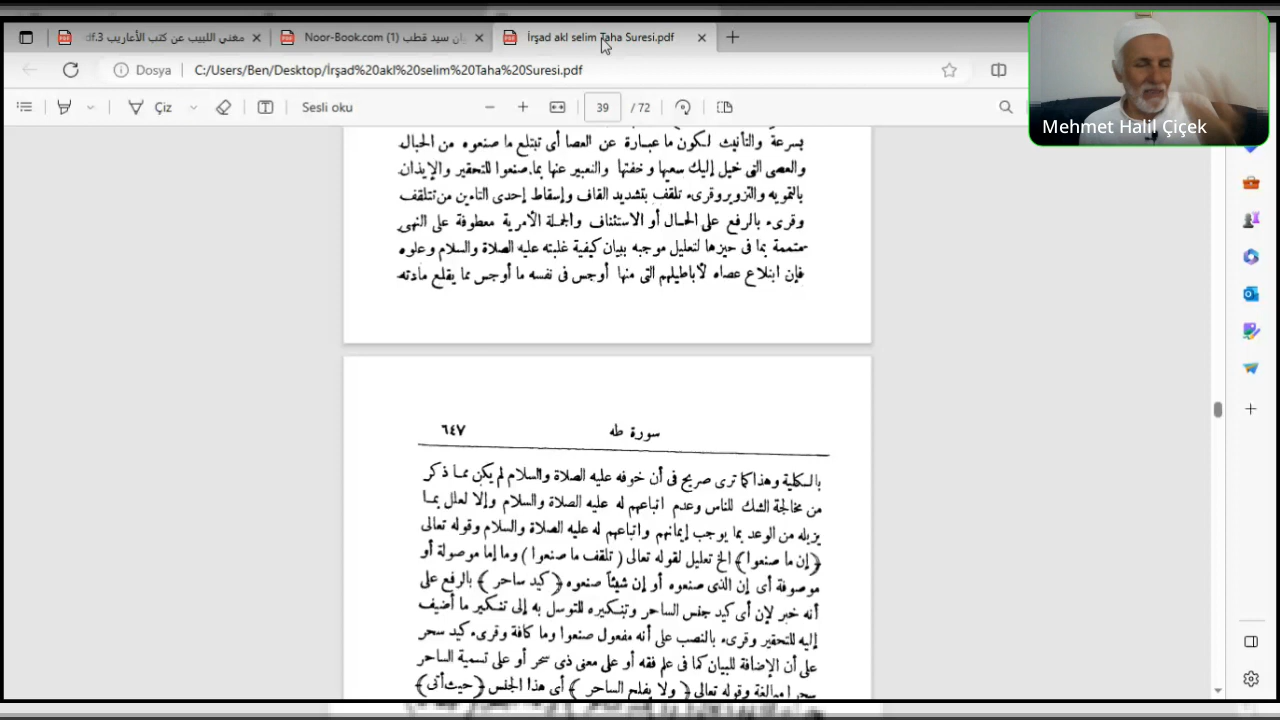 مغني اللبيب عن كتب الأعاريب 3.df
ان سيد قطب (1) Noor-Book.com
İrşad akl selim Taha Suresi.pdf
Dosya
C:/Users/Ben/Desktop/İrşad%20akl%20selim%20Taha%20Suresi.pdf
Çiz
Sesli oku
39
/ 72
Mehmet Halil Çiçek
بسرعة والتأنيث لكون ما عبارة عن العصا أى تبتلع ما صنعوه من الحبال
والعصى التى خيل إليك سعيها وخفتها والتعبير عنها بما صنعوا للتحقير والإيذان
بالتمويه والتزوير وقرىء تلقف بتشديد القاف وإسقاط إحدى التاءين من تتلقف
وقرىء بالرفع على الحال أو الاستئناف والجملة الأمرية معطوفة على النهى
متممة بما فى حيزها لتعليل موجبه ببيان كيفية غلبته عليه الصلاة والسلام وعلوه
فإن ابتلاع عصاه لأباطيلهم التى منها أوجس فى نفسه ما أوجس مما يقلع مادته
سورة طه
٦٤٧
بالكلية وهذا كما ترى صريح فى أن خوفه عليه الصلاة والسلام لم يكن مما ذكر
من مخالجة الشك للناس وعدم اتباعهم له عليه الصلاة والسلام وإلا لعلل بما
يزيله من الوعد بما يوجب إيمانهم واتباعهم له عليه الصلاة والسلام وقوله تعالى
﴿إن ما صنعوا﴾ الخ تعليل لقوله تعالى ( تلقف ما صنعوا ) وما إما موصولة أو
موصوفة أى إن الذى صنعوه أو إن شيئاً صنعوه ﴿ كيد ساحر ﴾ بالرفع على
أنه خبر لإن أى كيد جنس الساحر وتنكيره للتوسل به إلى تنكير ما أضيف
إليه للتحقير وقرىء بالنصب على أنه مفعول صنعوا وما كافة وقرىء كيد سحر
على أن الإضافة للبيان كما فى علم فقه أو على معنى ذى سحر أو على تسمية الساحر
سحرا مبالغة وقوله تعالى ﴿ ولا يفلح الساحر ﴾ أى هذا الجنس ﴿ حيث أتى ﴾